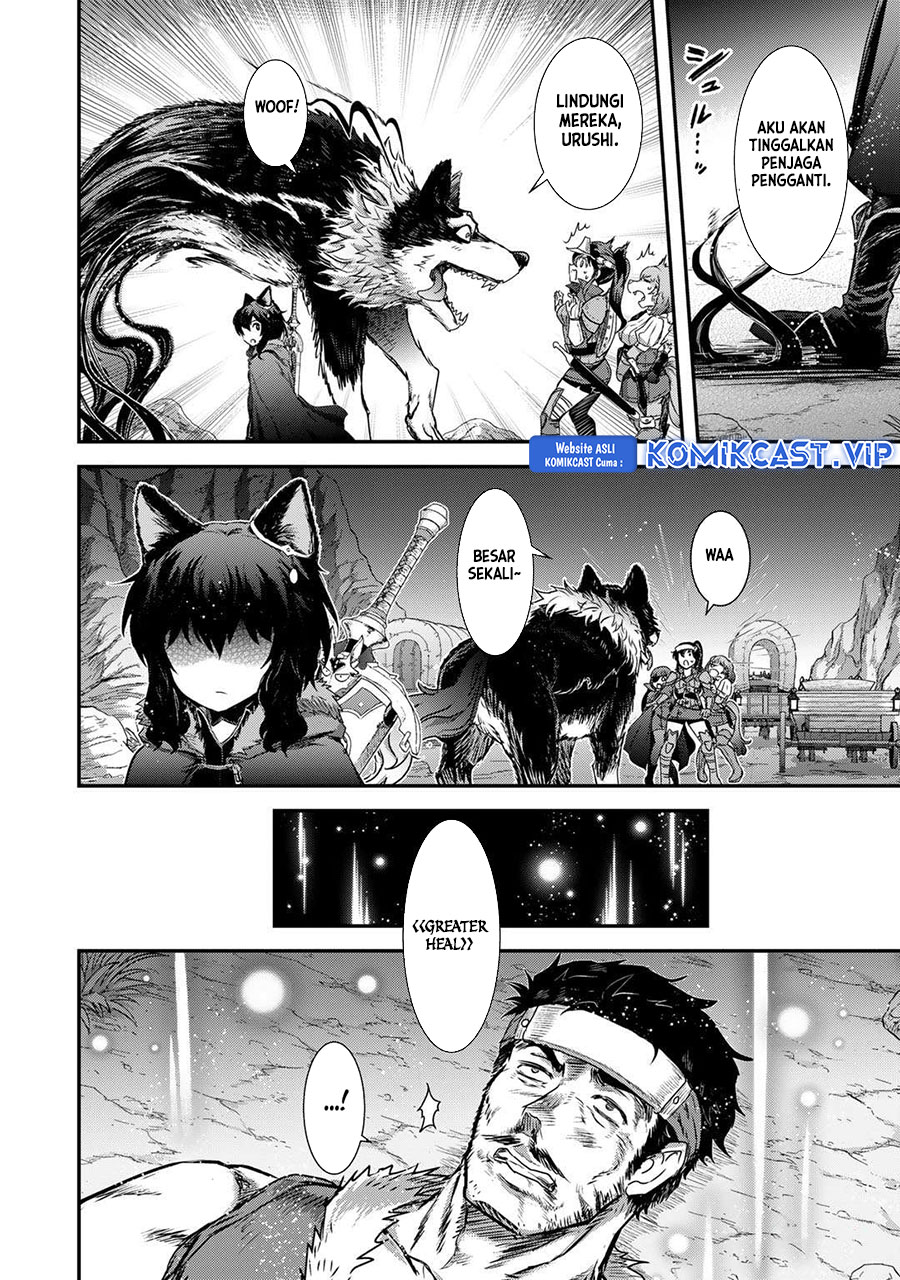 AKU AKAN
TINGGALKAN
PENJAGA
PENGGANTI.
LINDUNGI
MEREKA,
URUSHI.
WOOF!
Website ASLI
KOMIKCAST Cuma :
KOMIKCAST.VIP
WAA
BESAR
SEKALI~
《GREATER
HEAL》
...!